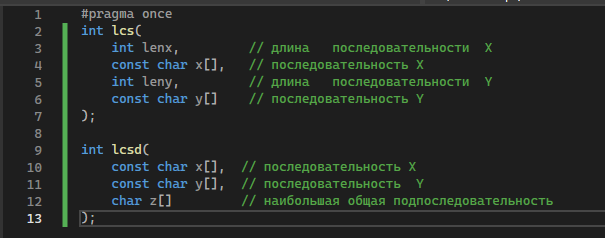 1 #pragma once
2 int lcs(
3 int lenx, // длина последовательности X
4 const char x[], // последовательность X
5 int leny, // длина последовательности Y
6 const char y[] // последовательность Y
7 );
8
9 int lcsd(
10 const char x[], // последовательность X
11 const char y[], // последовательность Y
12 char z[] // наибольшая общая подпоследовательность
13 );